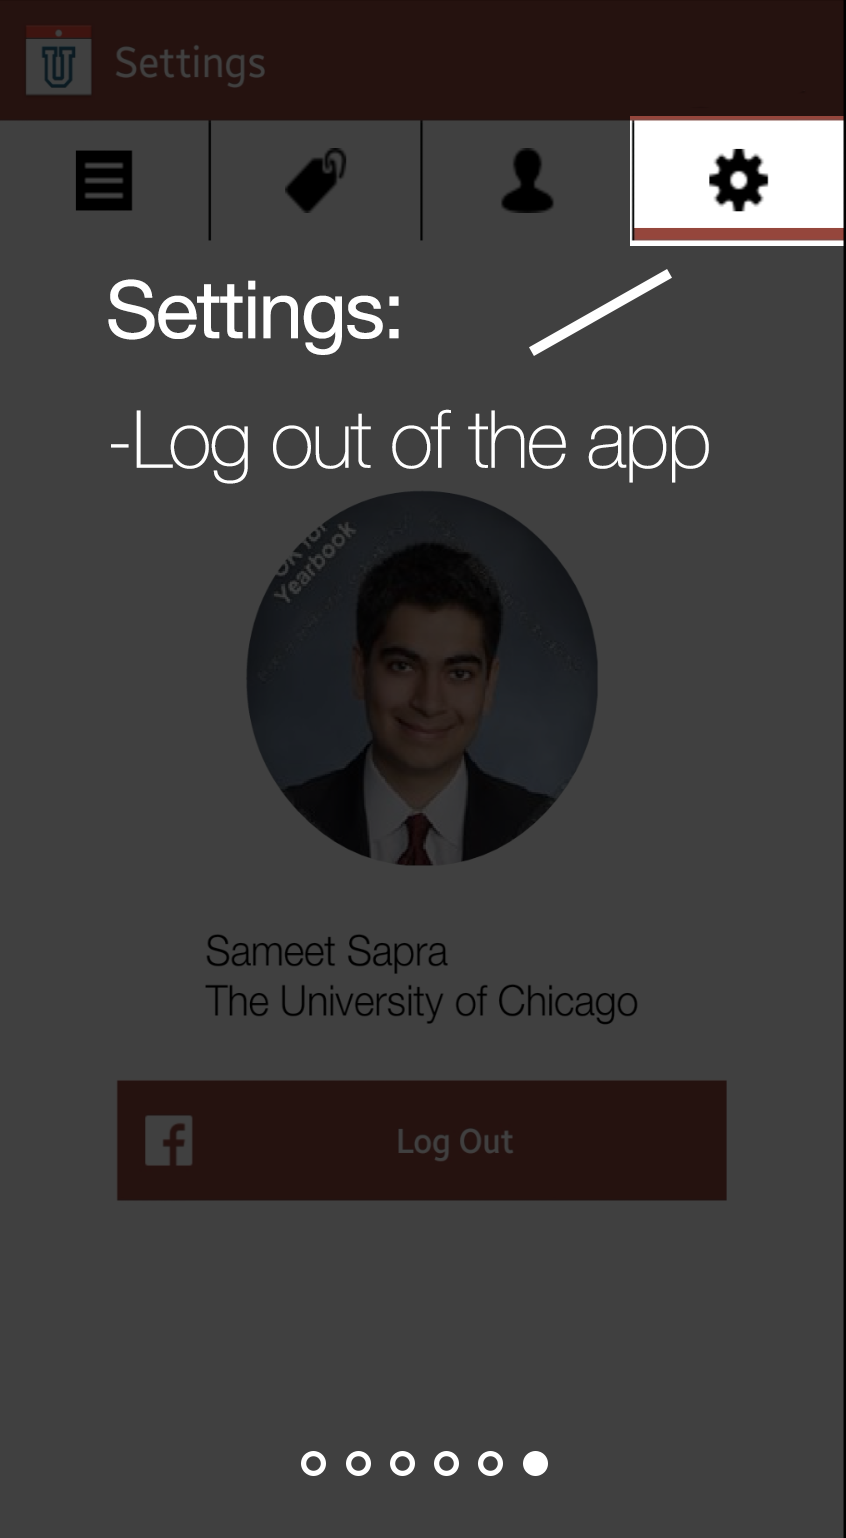 U
Settings
Settings:
-Log out of the app
OK for
Yearbook
Sameet Sapra
The University of Chicago
f
Log Out